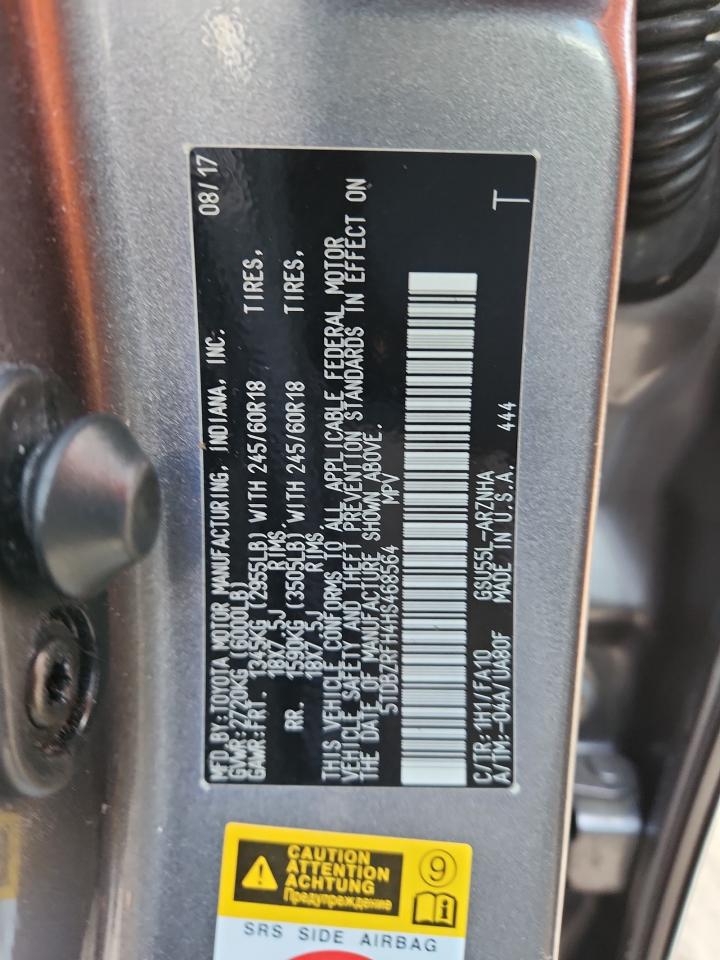 MFD.BY:TOYOTA MOTOR MANUFACTURING, INDIANA, INC. 08/17
GVWR:2720KG (6000LB)
GAWR:FRT. 1345KG (2955LB) WITH 245/60R18 TIRES,
18X7.5J RIMS,
RR. 1590KG (3505LB) WITH 245/60R18 TIRES,
18X7.5J RIMS.
THIS VEHICLE CONFORMS TO ALL APPLICABLE FEDERAL MOTOR
VEHICLE SAFETY AND THEFT PREVENTION STANDARDS IN EFFECT ON
THE DATE OF MANUFACTURE SHOWN ABOVE.
5TDBZRFH4HS468564 MPV
C/TR:1H1/FA10 GSU55L-ARZNHA
A/TM:-04A/UA80F MADE IN U.S.A. 444
T
CAUTION
ATTENTION
ACHTUNG
Предупреждение
9
i
SRS SIDE AIRBAG